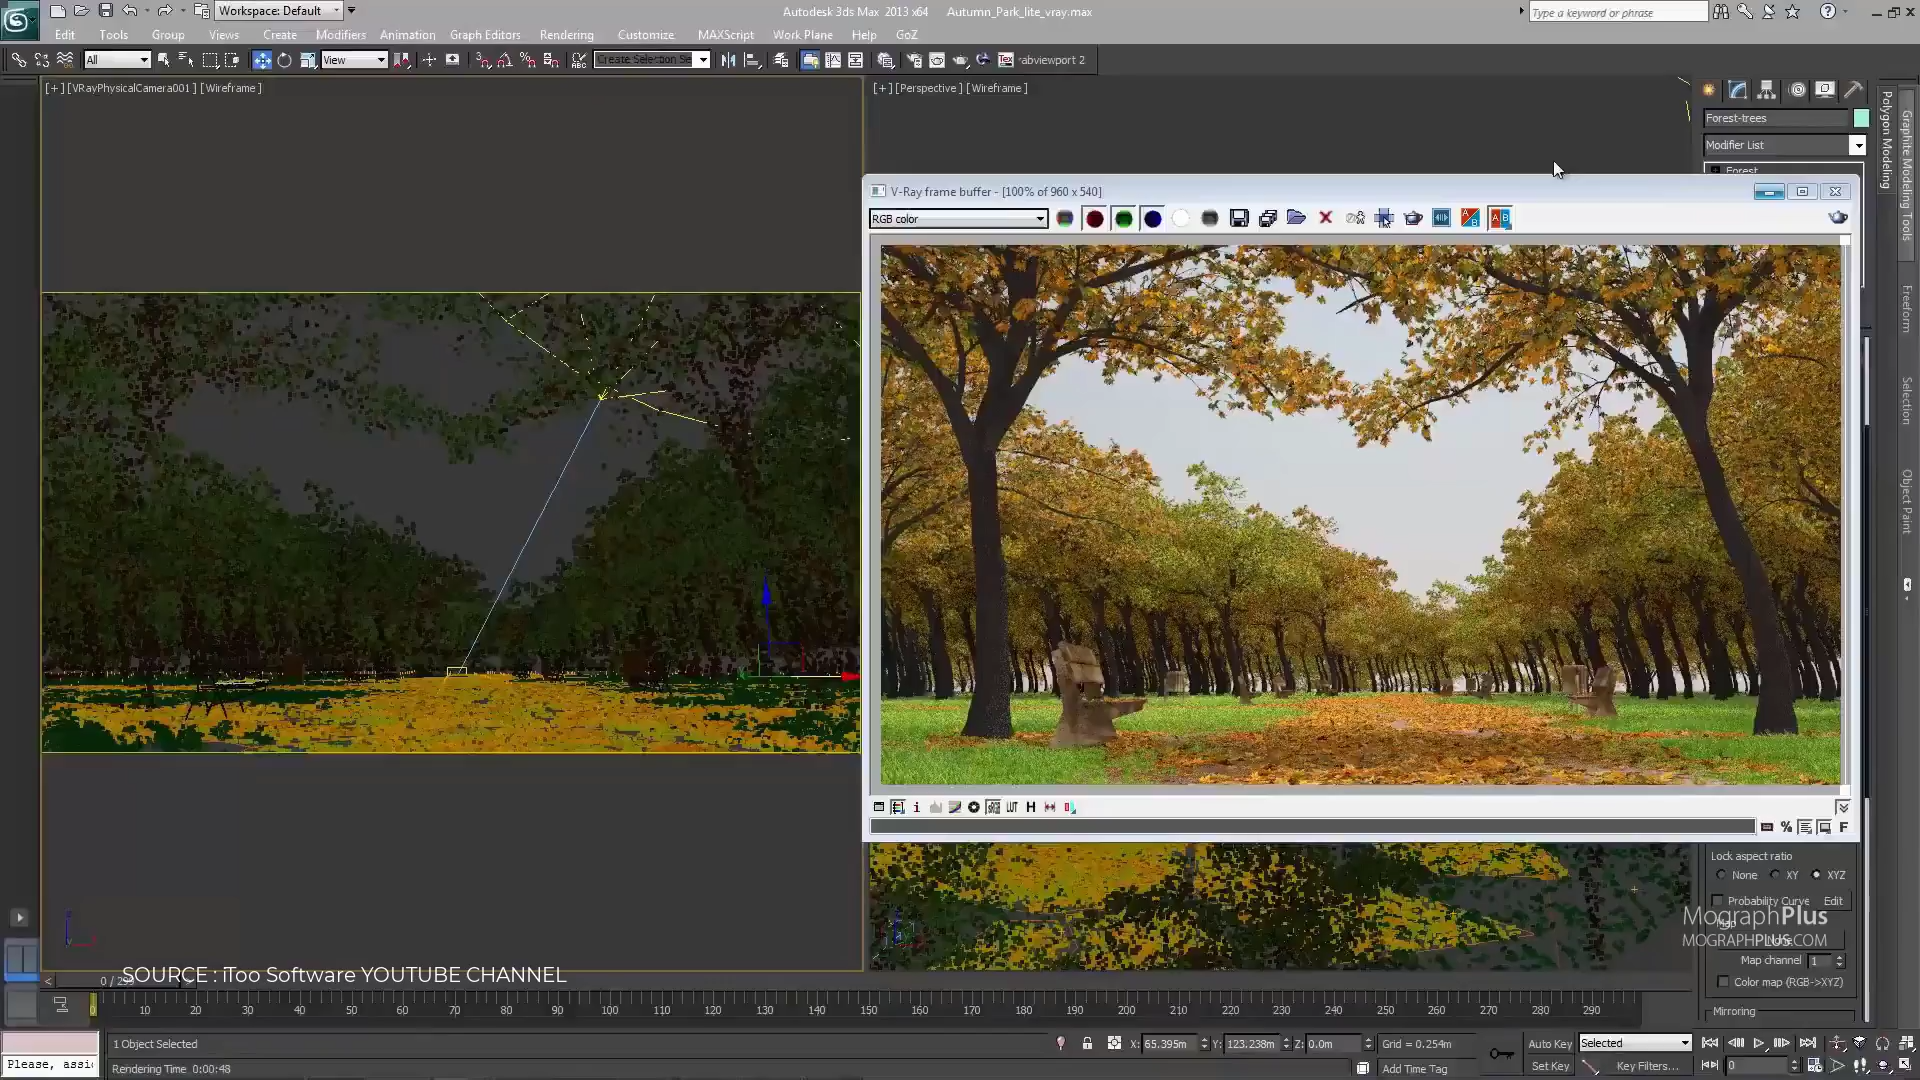 Workspace: Default
Autodesk 3ds Max 2013 x64 Autumn_Park_lite_vray.max
Type a keyword or phrase
Edit Tools Group Views Create Modifiers Animation Graph Editors Rendering Customize MAXScript Work Plane Help GoZ
All View Create Selection Se Tex abviewport 2
[+] [VRayPhysicalCamera001] [Wireframe]
[+] [Perspective] [Wireframe]
Forest-trees
Modifier List
Forest
Polygon Modeling
Graphite Modeling Tools
Freeform
Selection
Object Paint
V-Ray frame buffer - [100% of 960 x 540]
RGB color
LUT H
% F
Lock aspect ratio
None XY XYZ
Probability Curve Edit
Map
MographPlus
MOGRAPHPLUS.COM
Map channel 1
Color map (RGB->XYZ)
Mirroring
SOURCE : iToo Software YOUTUBE CHANNEL
0 10 20 30 40 50 60 70 80 90 100 110 120 130 140 150 160 170 180 190 200 210 220 230 240 250 260 270 280 290
1 Object Selected
X: 65.395m Y: 123.238m Z: 0.0m Grid = 0.254m
Auto Key Selected
Please, assi
Rendering Time 0:00:48
Add Time Tag
Set Key Key Filters... 0